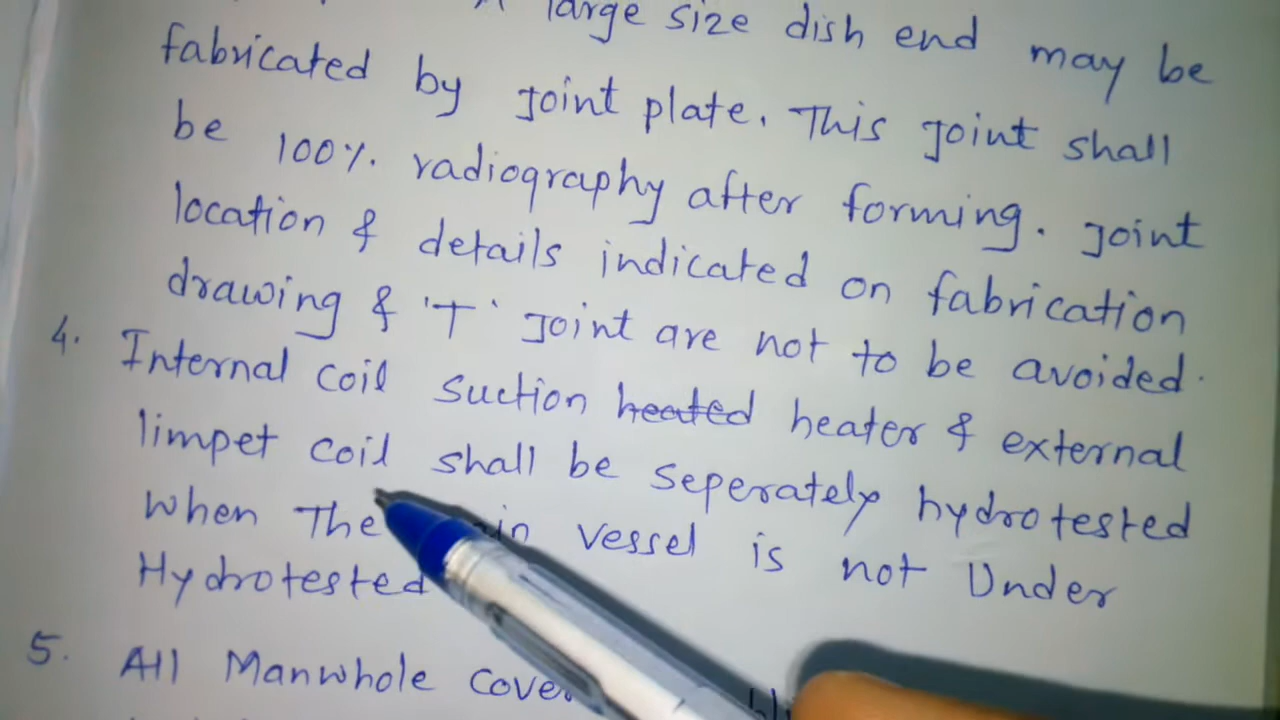 A large size dish end may be
fabricated by joint plate. This joint shall
be 100%. radiography after forming. joint
location & details indicated on fabrication
drawing & 'T' joint are not to be avoided.
4. Internal coil suction heated heater & external
limpet coil shall be seperately hydrotested
when the vessel is not Under
Hydrotested
5. All Manwhole